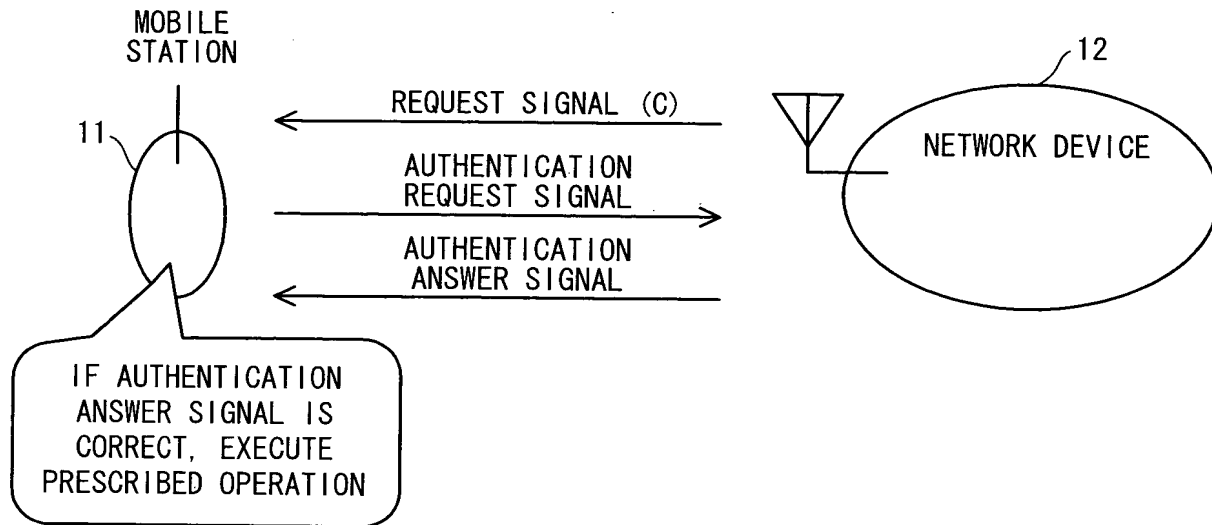 MOBILE
STATION
11
REQUEST SIGNAL (C)
12
NETWORK DEVICE
AUTHENTICATION
REQUEST SIGNAL
AUTHENTICATION
ANSWER SIGNAL
IF AUTHENTICATION
ANSWER SIGNAL IS
CORRECT, EXECUTE
PRESCRIBED OPERATION